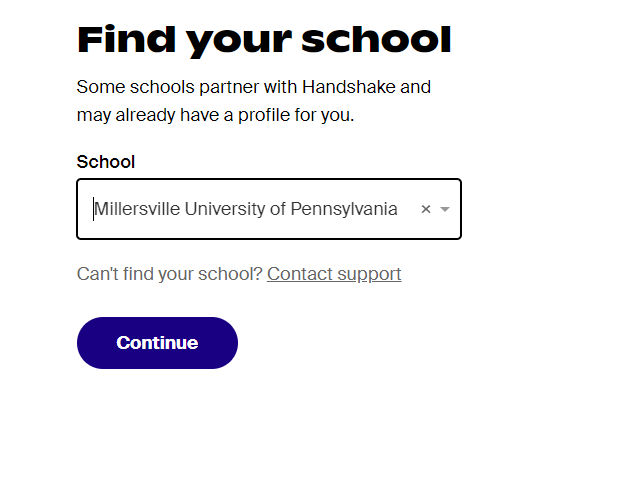 Find your school
Some schools partner with Handshake and
may already have a profile for you.
School
Millersville University of Pennsylvania
Can't find your school? Contact support
Continue